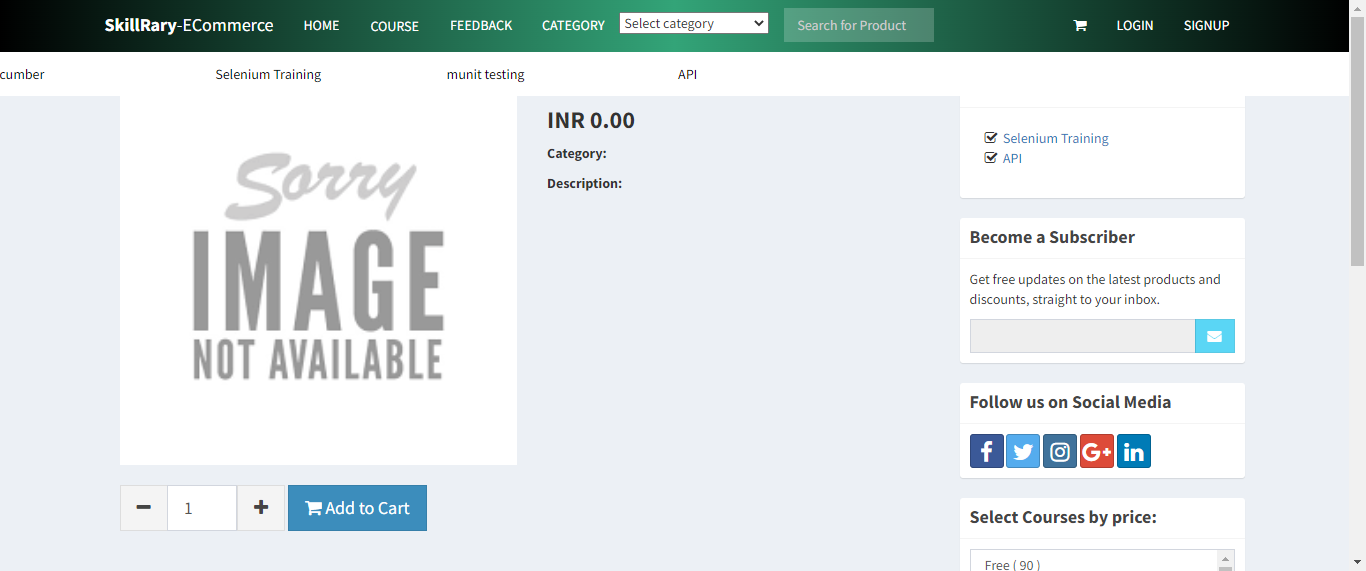 SkillRary-ECommerce HOME COURSE FEEDBACK CATEGORY Select category Search for Product LOGIN SIGNUP
cumber Selenium Training munit testing API
Sorry
IMAGE
NOT AVAILABLE
1 Add to Cart
INR 0.00
Category:
Description:
Selenium Training
API
Become a Subscriber
Get free updates on the latest products and
discounts, straight to your inbox.
Follow us on Social Media
Select Courses by price:
Free ( 90 )